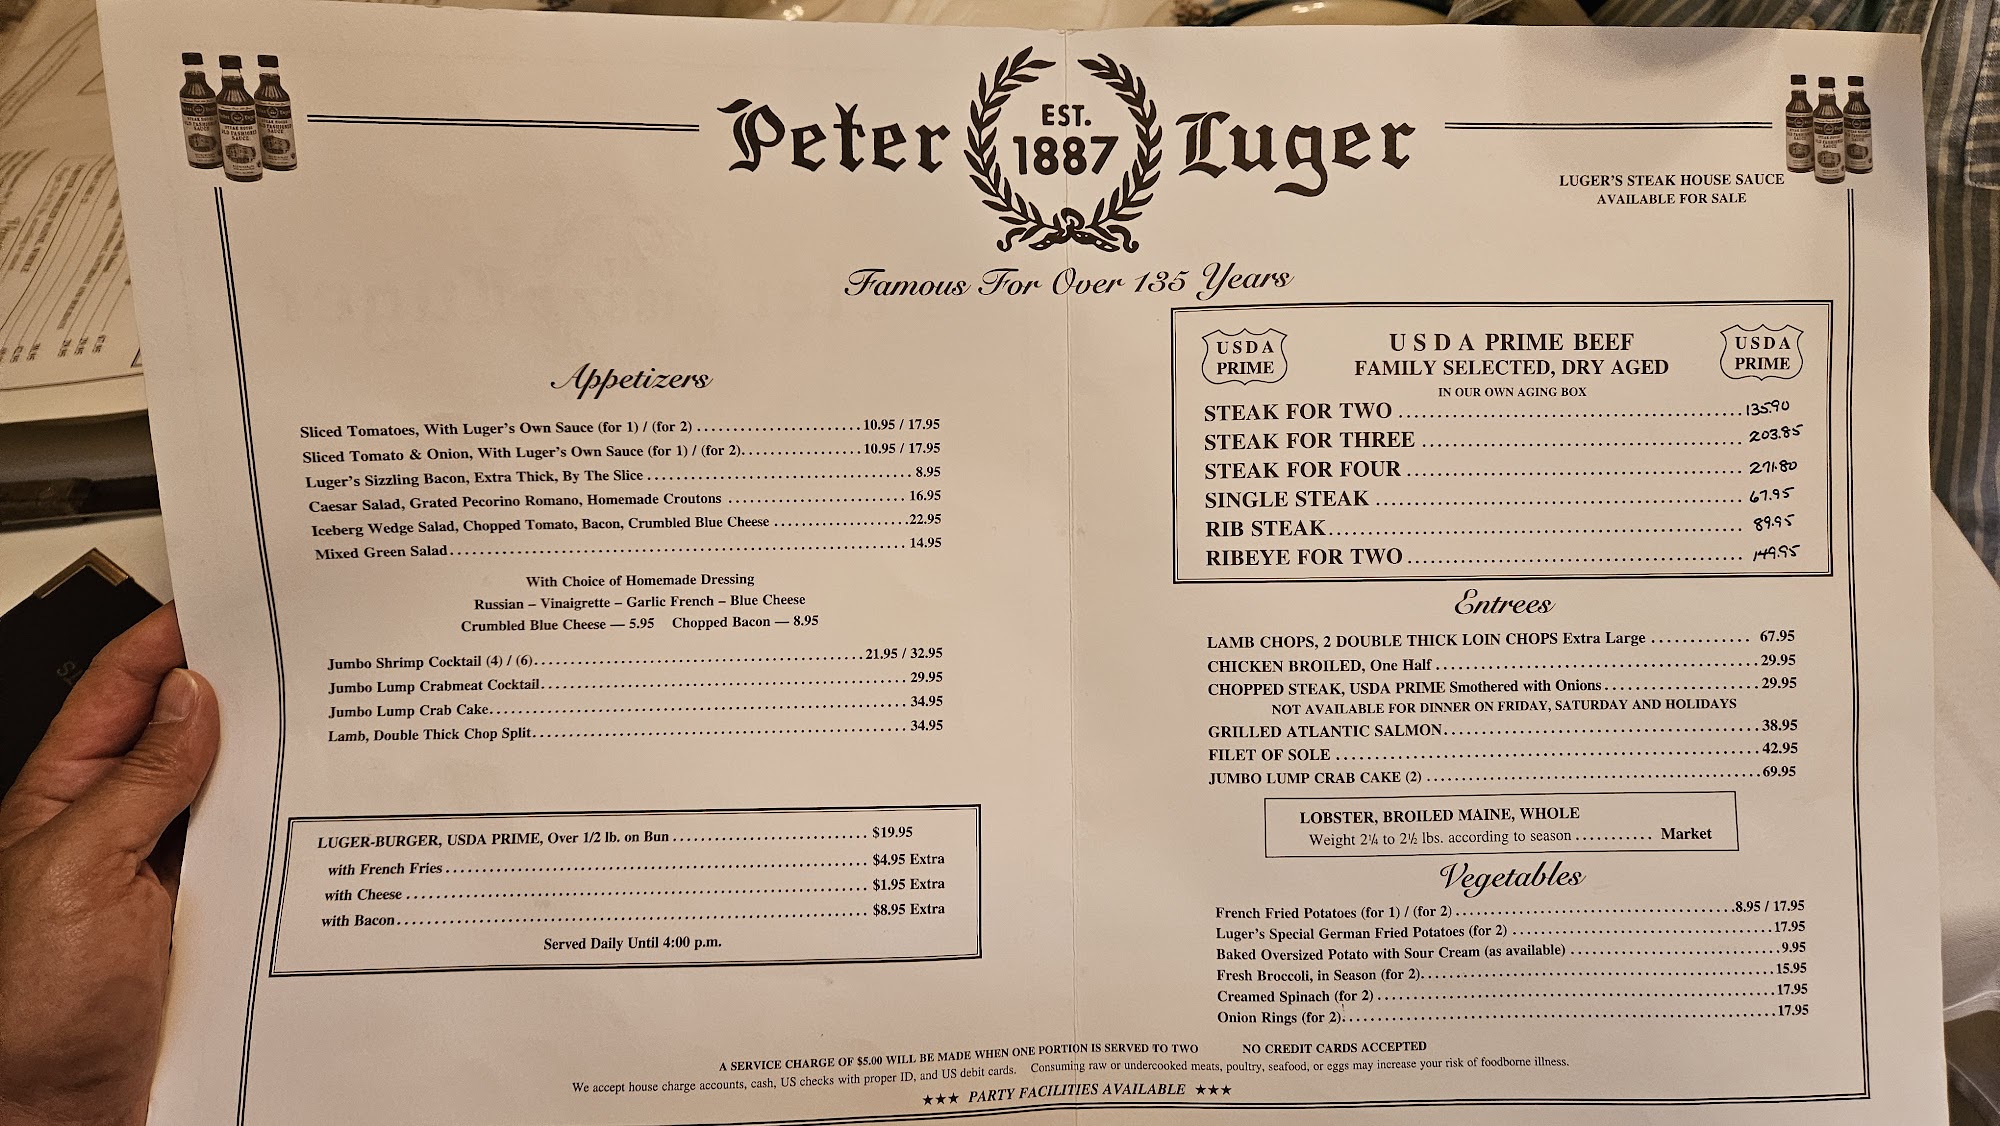 Peter EST. 1887 Luger
LUGER'S STEAK HOUSE SAUCE
AVAILABLE FOR SALE
Famous For Over 135 Years
Appetizers
Sliced Tomatoes, With Luger's Own Sauce (for 1) / (for 2) ........................ 10.95 / 17.95
Sliced Tomato & Onion, With Luger's Own Sauce (for 1) / (for 2).................. 10.95 / 17.95
Luger's Sizzling Bacon, Extra Thick, By The Slice ....................................... 8.95
Caesar Salad, Grated Pecorino Romano, Homemade Croutons .......................... 16.95
Iceberg Wedge Salad, Chopped Tomato, Bacon, Crumbled Blue Cheese ....................22.95
Mixed Green Salad.................................................................. 14.95
With Choice of Homemade Dressing
Russian – Vinaigrette – Garlic French – Blue Cheese
Crumbled Blue Cheese — 5.95 Chopped Bacon — 8.95
Jumbo Shrimp Cocktail (4) / (6)................................................21.95 / 32.95
Jumbo Lump Crabmeat Cocktail..................................................... 29.95
Jumbo Lump Crab Cake............................................................ 34.95
Lamb, Double Thick Chop Split...................................................... 34.95
LUGER-BURGER, USDA PRIME, Over 1/2 lb. on Bun ............................ $19.95
with French Fries............................................................. $4.95 Extra
with Cheese .................................................................. $1.95 Extra
with Bacon.................................................................... $8.95 Extra
Served Daily Until 4:00 p.m.
USDA PRIME
USDA PRIME BEEF
USDA PRIME
FAMILY SELECTED, DRY AGED
IN OUR OWN AGING BOX
STEAK FOR TWO ............................................. 135.90
STEAK FOR THREE .......................................... 203.85
STEAK FOR FOUR ........................................... 271.80
SINGLE STEAK ............................................... 67.95
RIB STEAK..................................................... 89.95
RIBEYE FOR TWO ........................................... 149.95
Entrees
LAMB CHOPS, 2 DOUBLE THICK LOIN CHOPS Extra Large ............. 67.95
CHICKEN BROILED, One Half ..........................................29.95
CHOPPED STEAK, USDA PRIME Smothered with Onions....................29.95
NOT AVAILABLE FOR DINNER ON FRIDAY, SATURDAY AND HOLIDAYS
GRILLED ATLANTIC SALMON..........................................38.95
FILET OF SOLE ........................................................42.95
JUMBO LUMP CRAB CAKE (2) ...........................................69.95
LOBSTER, BROILED MAINE, WHOLE
Weight 2¼ to 2½ lbs. according to season ........... Market
Vegetables
French Fried Potatoes (for 1) / (for 2) .....................................8.95 / 17.95
Luger's Special German Fried Potatoes (for 2) ..................................17.95
Baked Oversized Potato with Sour Cream (as available) ...........................9.95
Fresh Broccoli, in Season (for 2)..............................................15.95
Creamed Spinach (for 2) .....................................................17.95
Onion Rings (for 2)..........................................................17.95
A SERVICE CHARGE OF $5.00 WILL BE MADE WHEN ONE PORTION IS SERVED TO TWO NO CREDIT CARDS ACCEPTED
We accept house charge accounts, cash, US checks with proper ID, and US debit cards. Consuming raw or undercooked meats, poultry, seafood, or eggs may increase your risk of foodborne illness.
★★★ PARTY FACILITIES AVAILABLE ★★★